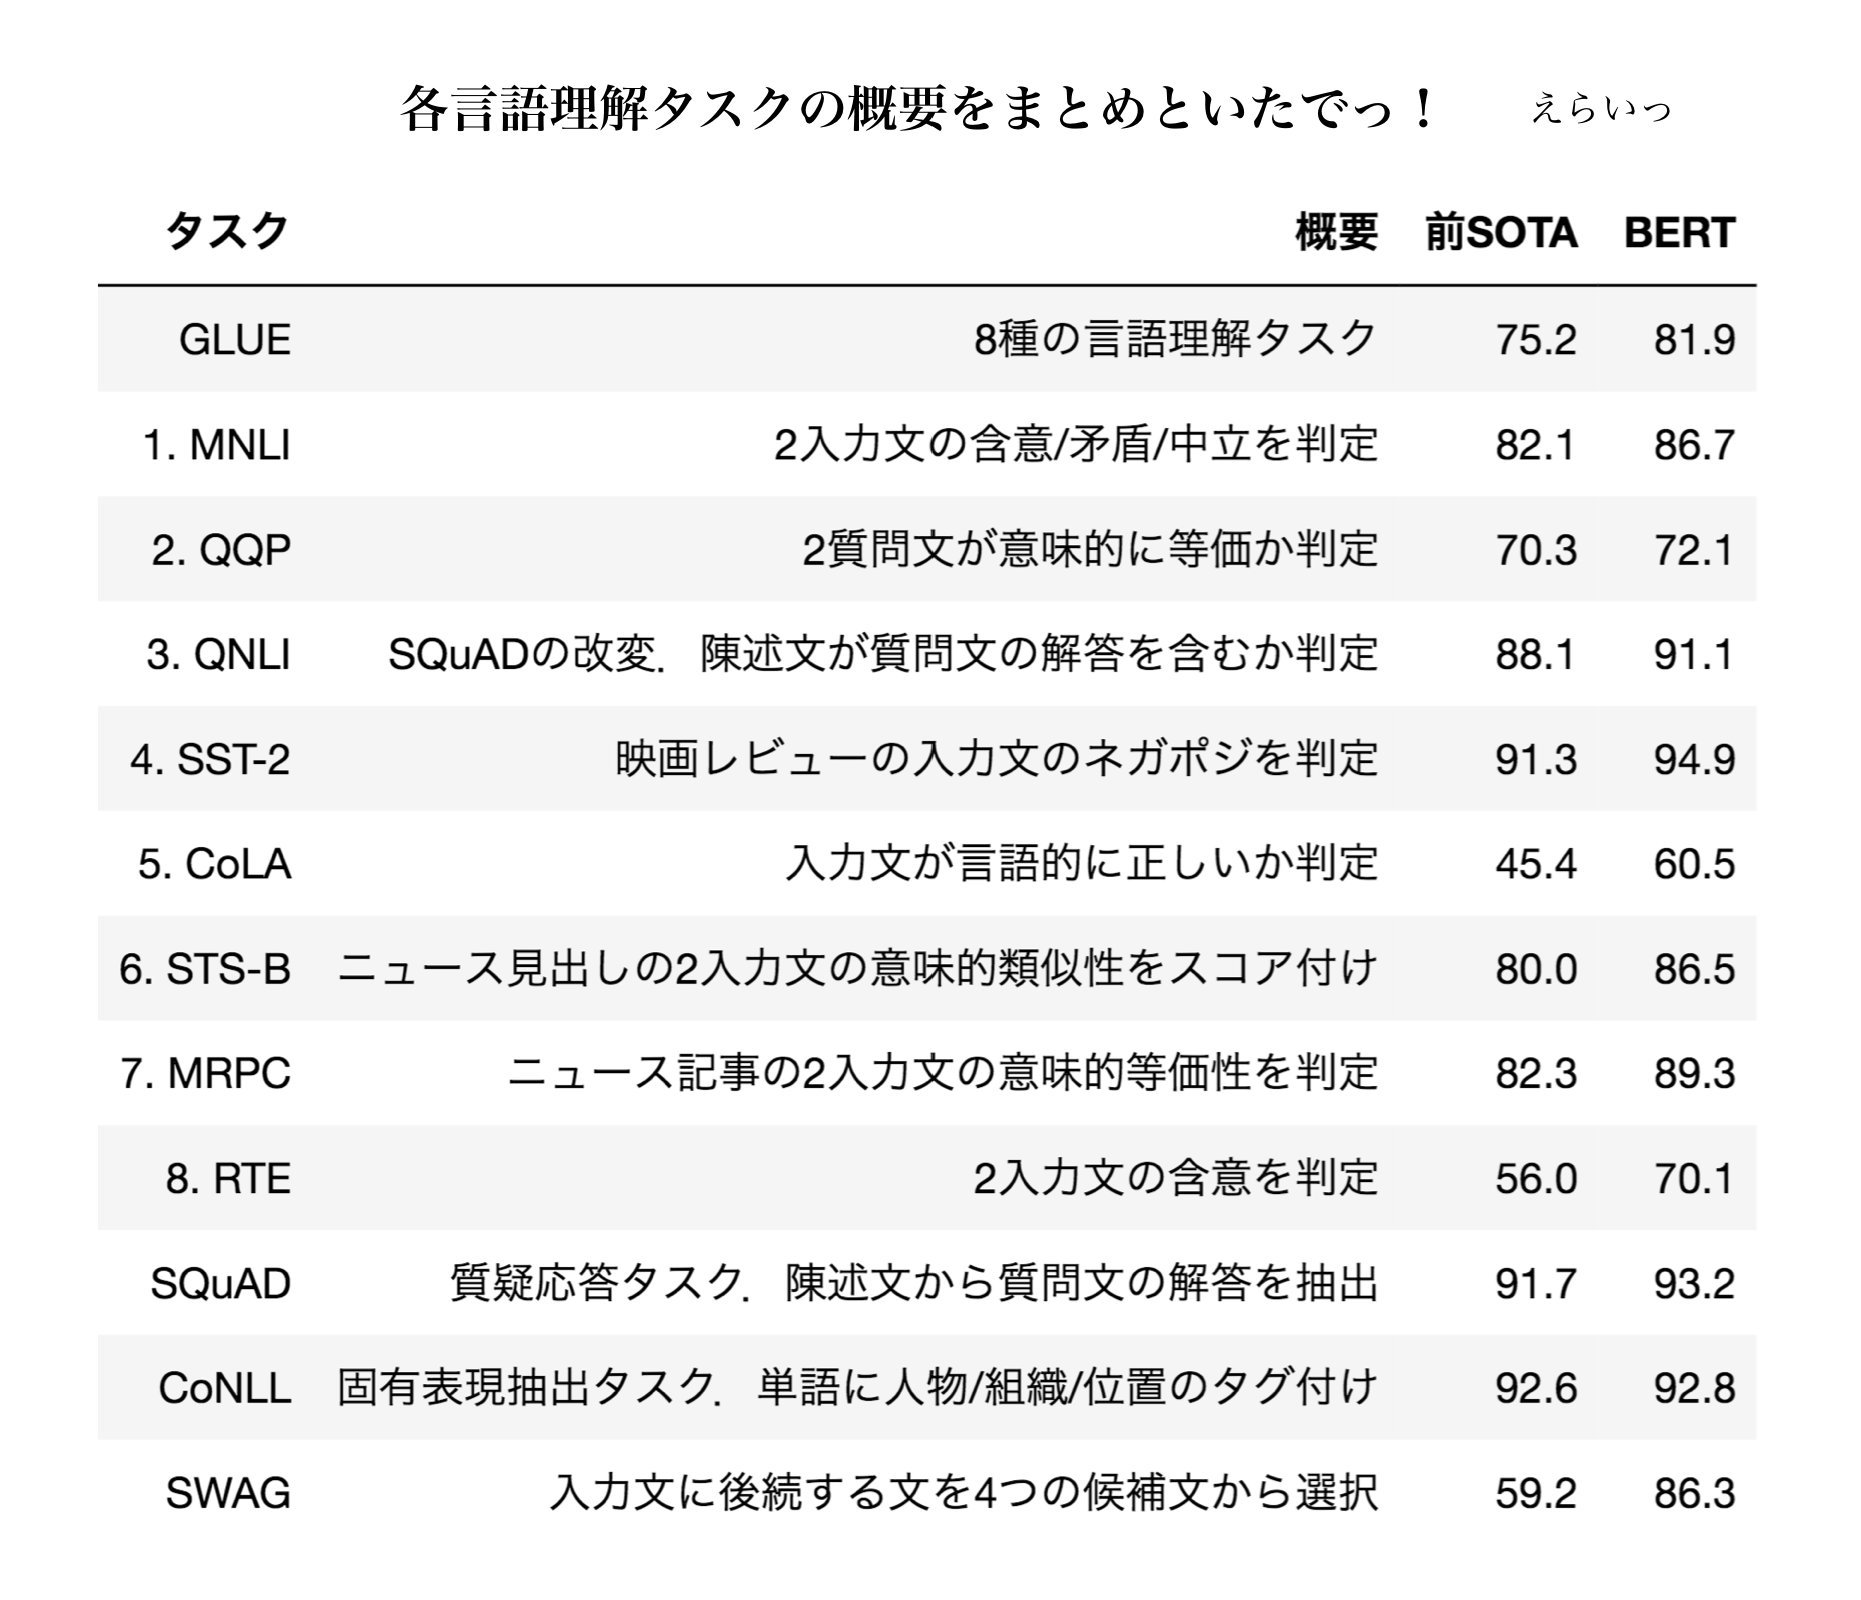 各言語理解タスクの概要をまとめといたでっ！ えらいっ
タスク 概要 前SOTA BERT
GLUE 8種の言語理解タスク 75.2 81.9
1. MNLI 2入力文の含意/矛盾/中立を判定 82.1 86.7
2. QQP 2質問文が意味的に等価か判定 70.3 72.1
3. QNLI SQuADの改変．陳述文が質問文の解答を含むか判定 88.1 91.1
4. SST-2 映画レビューの入力文のネガポジを判定 91.3 94.9
5. CoLA 入力文が言語的に正しいか判定 45.4 60.5
6. STS-B ニュース見出しの2入力文の意味的類似性をスコア付け 80.0 86.5
7. MRPC ニュース記事の2入力文の意味的等価性を判定 82.3 89.3
8. RTE 2入力文の含意を判定 56.0 70.1
SQuAD 質疑応答タスク．陳述文から質問文の解答を抽出 91.7 93.2
CoNLL 固有表現抽出タスク．単語に人物/組織/位置のタグ付け 92.6 92.8
SWAG 入力文に後続する文を4つの候補文から選択 59.2 86.3